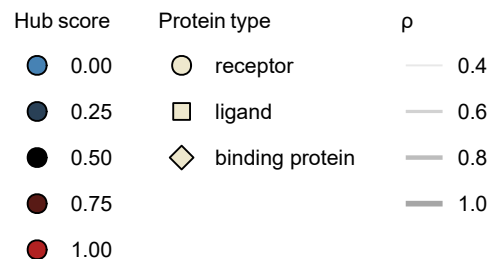 Hub score Protein type ρ
0.00 receptor 0.4
0.25 ligand 0.6
0.50 binding protein 0.8
0.75 1.0
1.00